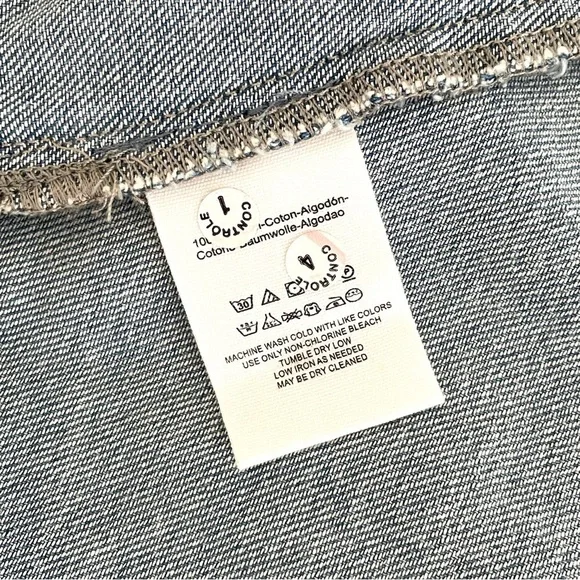 1
CONTROLE
-Coton-Algodón-
Baumwolle-Algodao
4
CONTROLE
30
MACHINE WASH COLD WITH LIKE COLORS
USE ONLY NON-CHLORINE BLEACH
TUMBLE DRY LOW
LOW IRON AS NEEDED
MAY BE DRY CLEANED